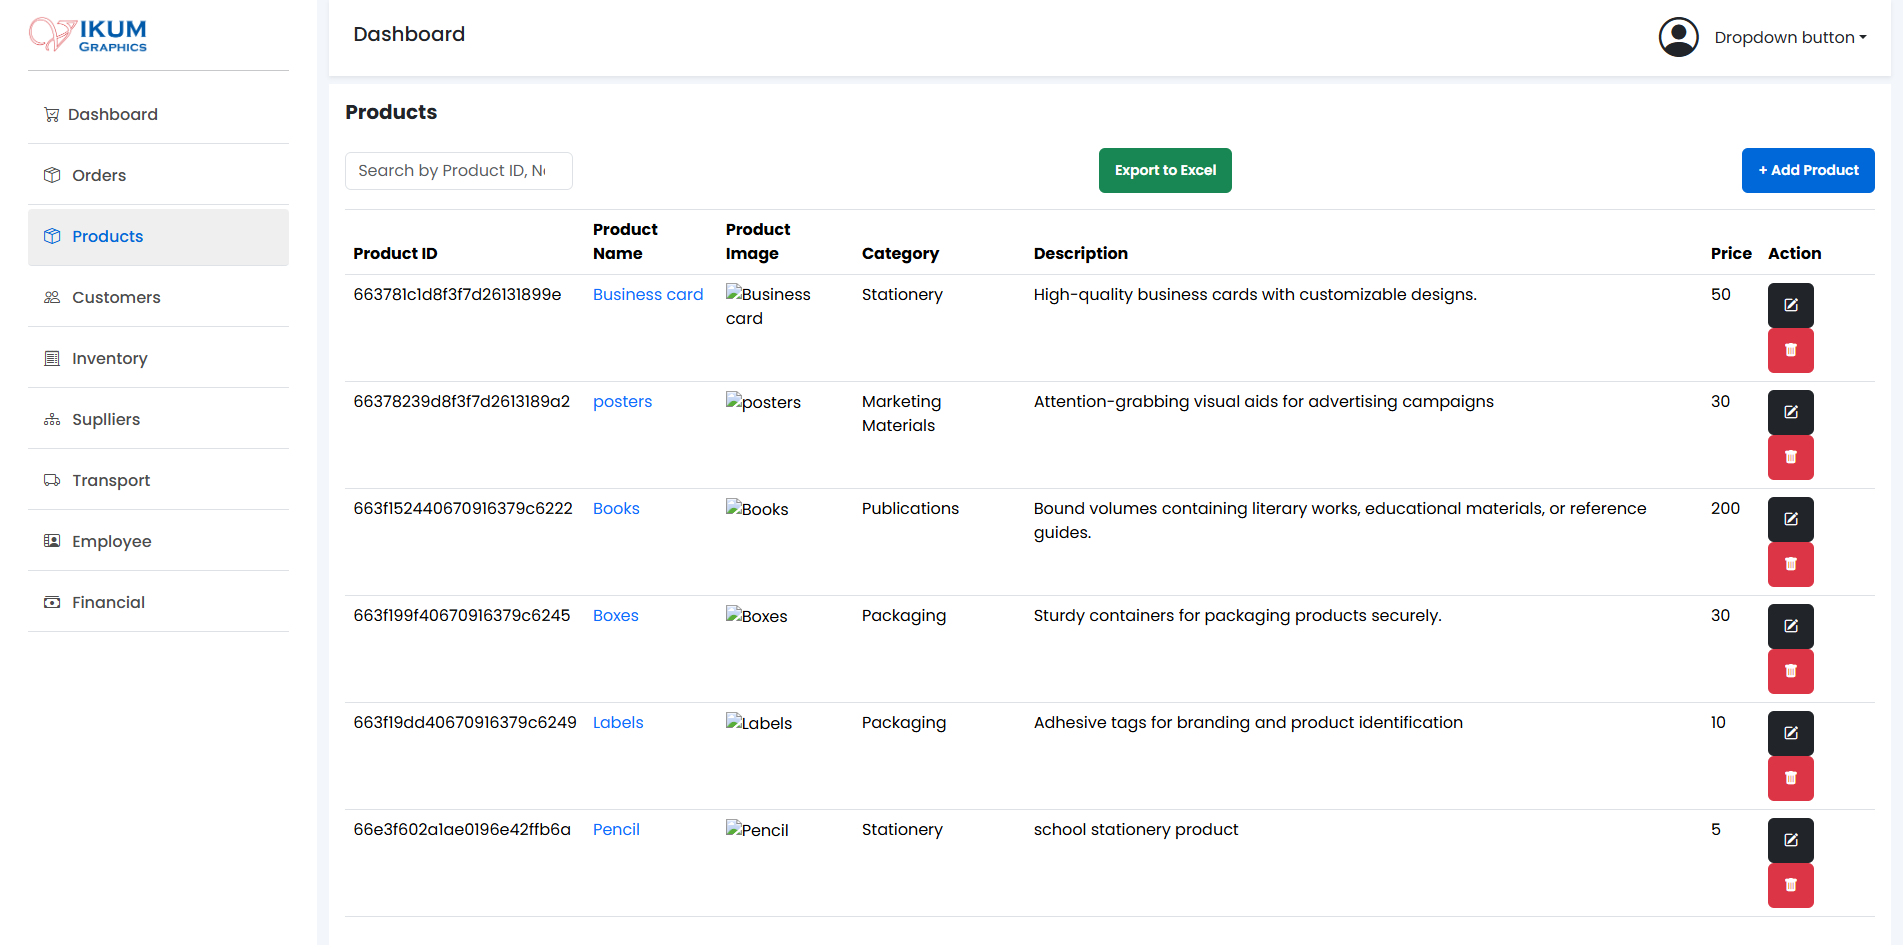 IKUM
GRAPHICS
Dashboard
Dropdown button
Dashboard
Orders
Products
Customers
Inventory
Suplliers
Transport
Employee
Financial
Products
Search by Product ID, N
Export to Excel
+ Add Product
Product ID Product Name Product Image Category Description Price Action
663781c1d8f3f7d26131899e Business card Business card Stationery High-quality business cards with customizable designs. 50
66378239d8f3f7d2613189a2 posters posters Marketing Materials Attention-grabbing visual aids for advertising campaigns 30
663f152440670916379c6222 Books Books Publications Bound volumes containing literary works, educational materials, or reference guides. 200
663f199f40670916379c6245 Boxes Boxes Packaging Sturdy containers for packaging products securely. 30
663f19dd40670916379c6249 Labels Labels Packaging Adhesive tags for branding and product identification 10
66e3f602a1ae0196e42ffb6a Pencil Pencil Stationery school stationery product 5